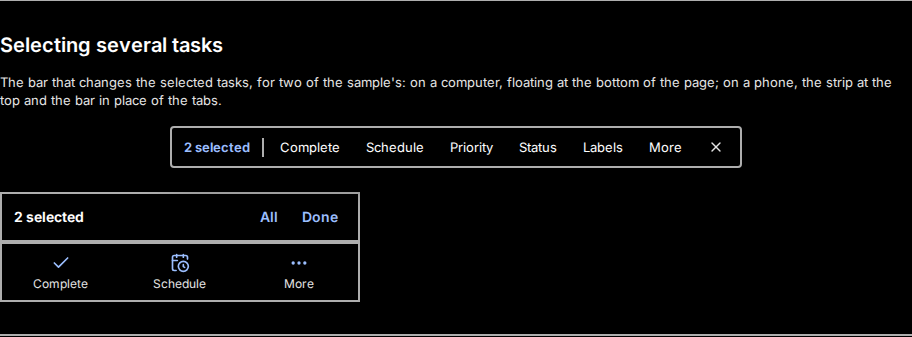 Selecting several tasks
The bar that changes the selected tasks, for two of the sample's: on a computer, floating at the bottom of the page; on a phone, the strip at the
top and the bar in place of the tabs.
2 selected Complete Schedule Priority Status Labels More
2 selected All Done
Complete Schedule More